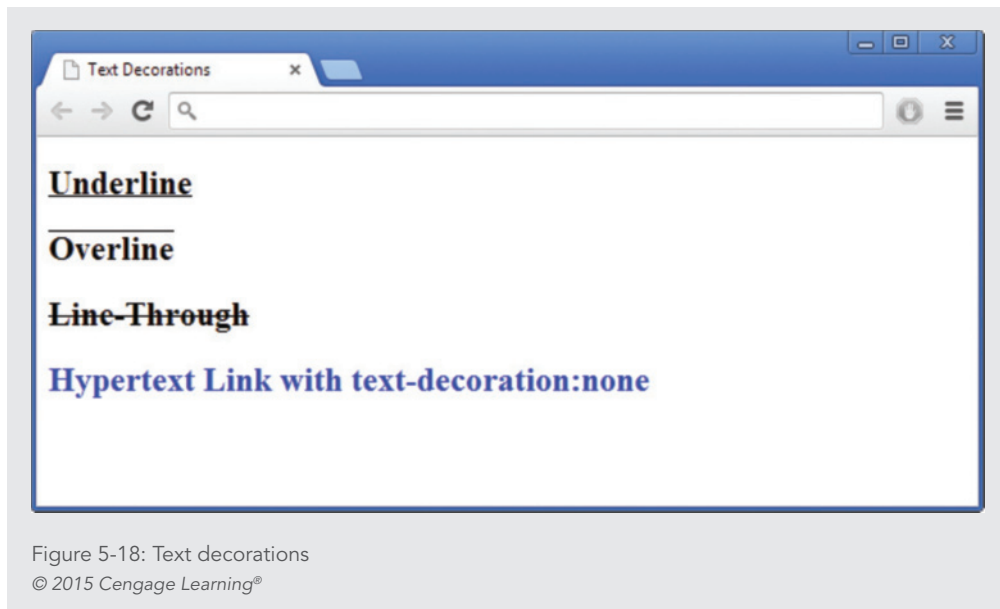 Text Decorations
Underline
Overline
Line-Through
Hypertext Link with text-decoration:none
Figure 5-18: Text decorations
© 2015 Cengage Learning®